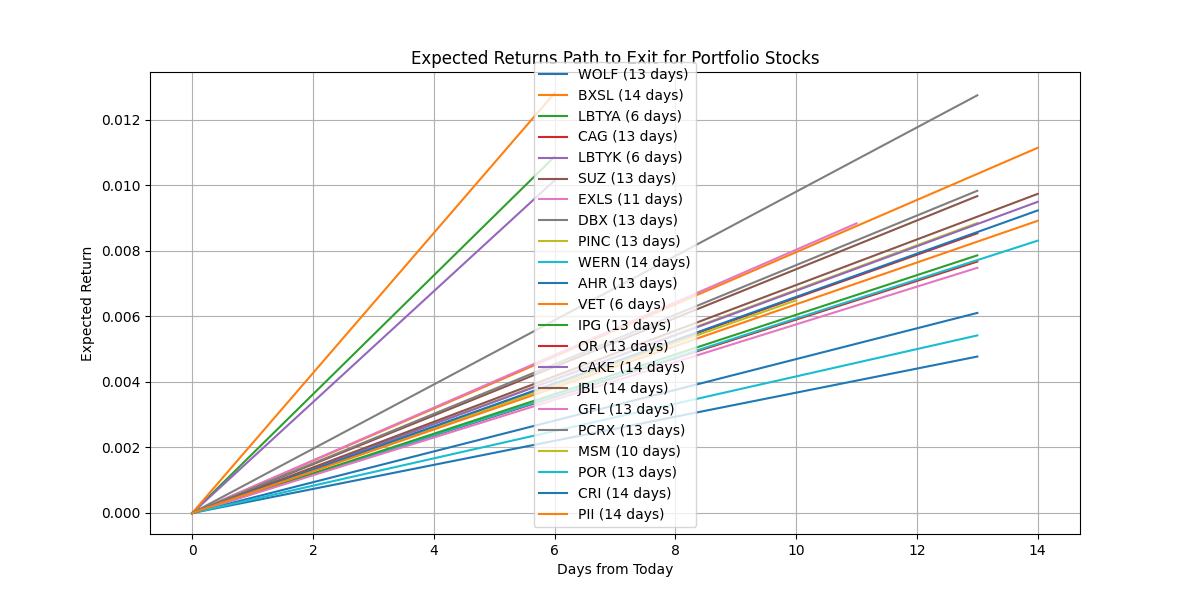 Expected Returns Path to Exit for Portfolio Stocks
WOLF (13 days)
BXSL (14 days)
LBTYA (6 days)
CAG (13 days)
LBTYK (6 days)
SUZ (13 days)
EXLS (11 days)
DBX (13 days)
PINC (13 days)
WERN (14 days)
AHR (13 days)
VET (6 days)
IPG (13 days)
OR (13 days)
CAKE (14 days)
JBL (14 days)
GFL (13 days)
PCRX (13 days)
MSM (10 days)
POR (13 days)
CRI (14 days)
PII (14 days)
0.012
0.010
0.008
0.006
0.004
0.002
0.000
Expected Return
0 2 4 6 8 10 12 14
Days from Today